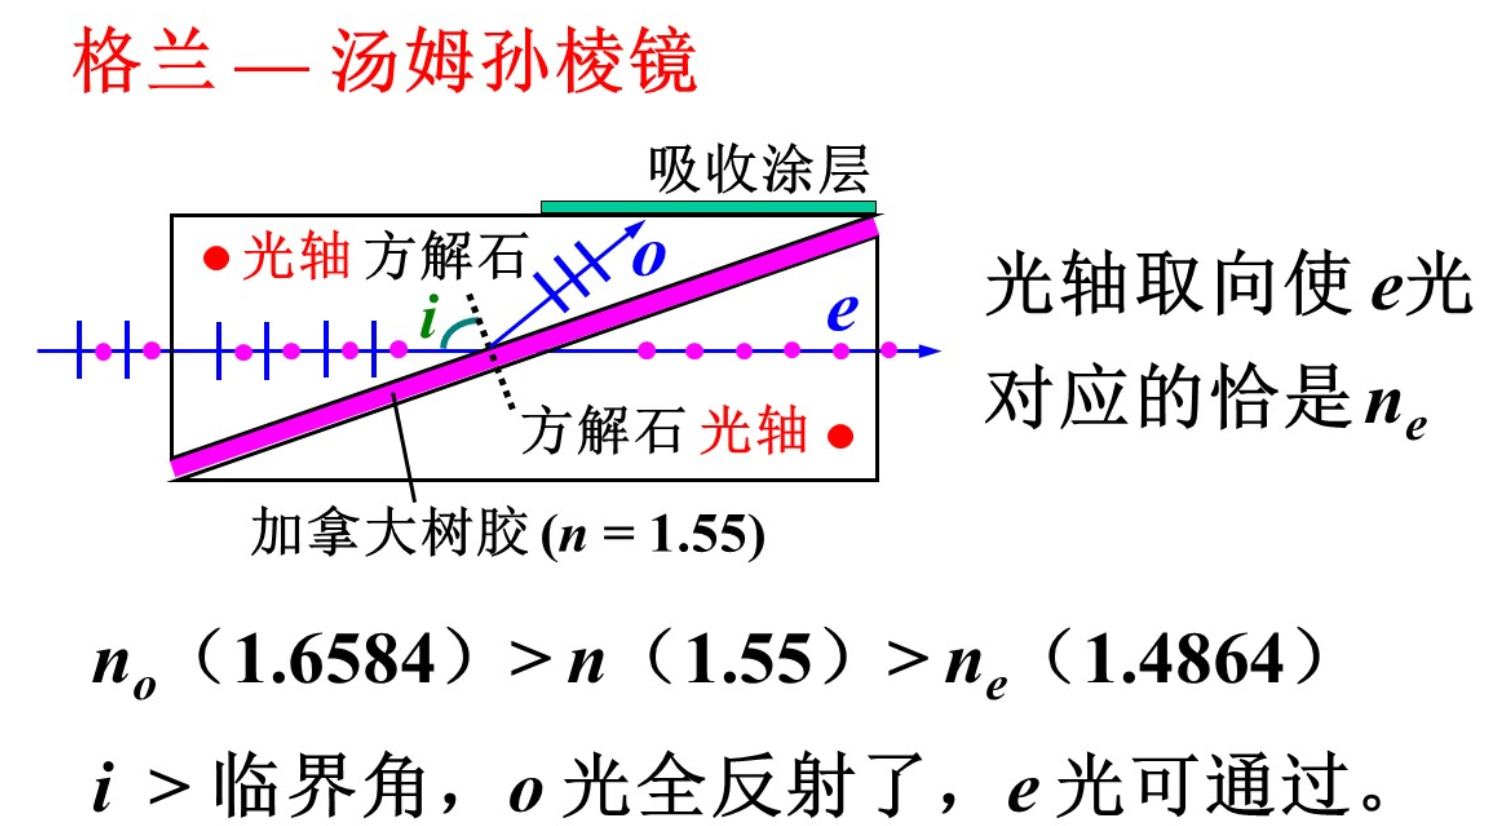 格兰—汤姆孙棱镜
吸收涂层
光轴 方解石
o
i
e
方解石 光轴
加拿大树胶 (n = 1.55)
光轴取向使 e光
对应的恰是 ne
no（1.6584）> n（1.55）> ne（1.4864）
i > 临界角，o 光全反射了，e 光可通过。